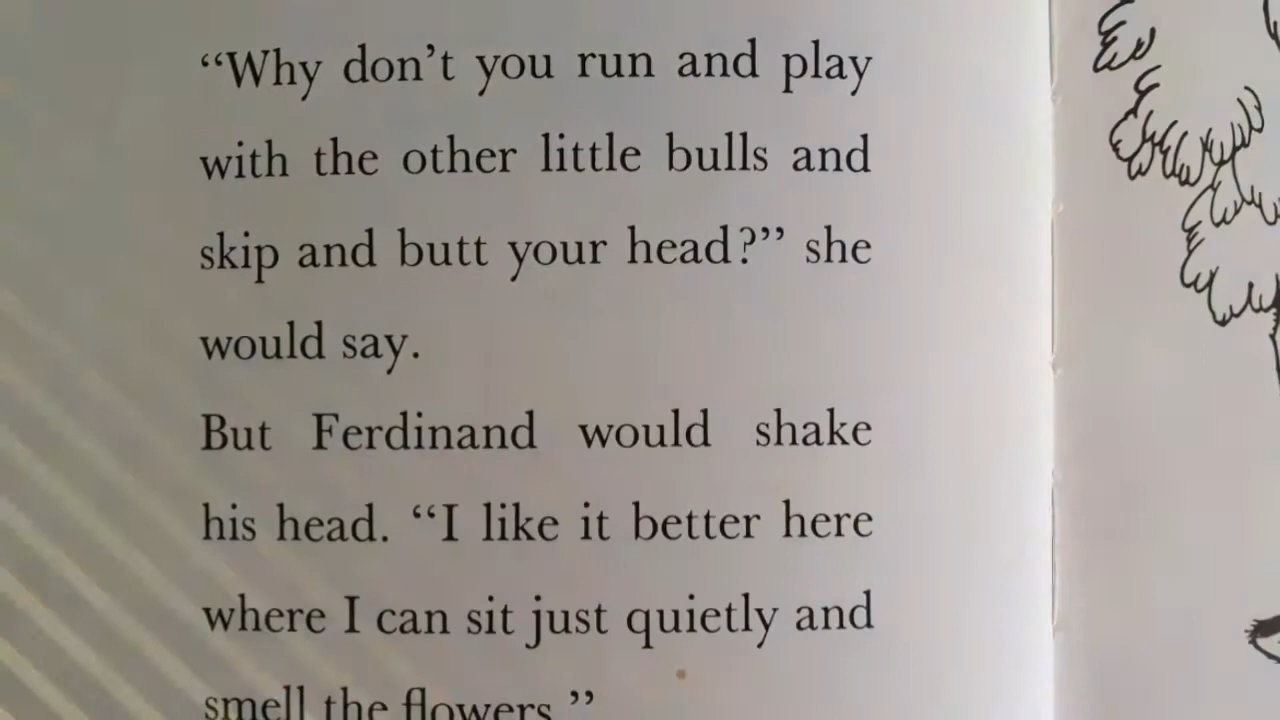 “Why don’t you run and play
with the other little bulls and
skip and butt your head?” she
would say.
But Ferdinand would shake
his head. “I like it better here
where I can sit just quietly and
smell the flowers.”